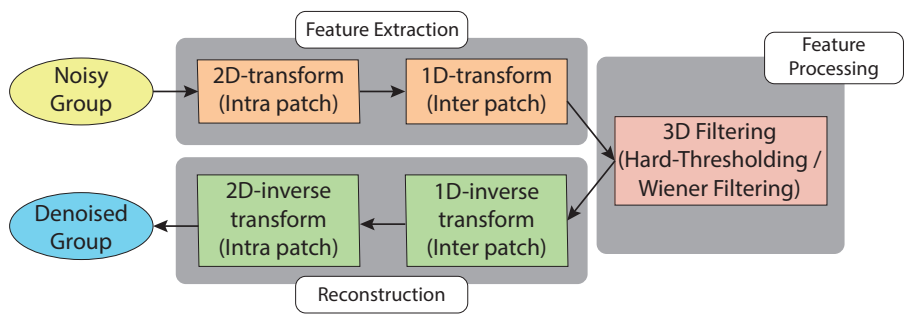 Feature Extraction
Noisy
Group
2D-transform
(Intra patch)
1D-transform
(Inter patch)
Feature
Processing
3D Filtering
(Hard-Thresholding /
Wiener Filtering)
Denoised
Group
2D-inverse
transform
(Intra patch)
1D-inverse
transform
(Inter patch)
Reconstruction